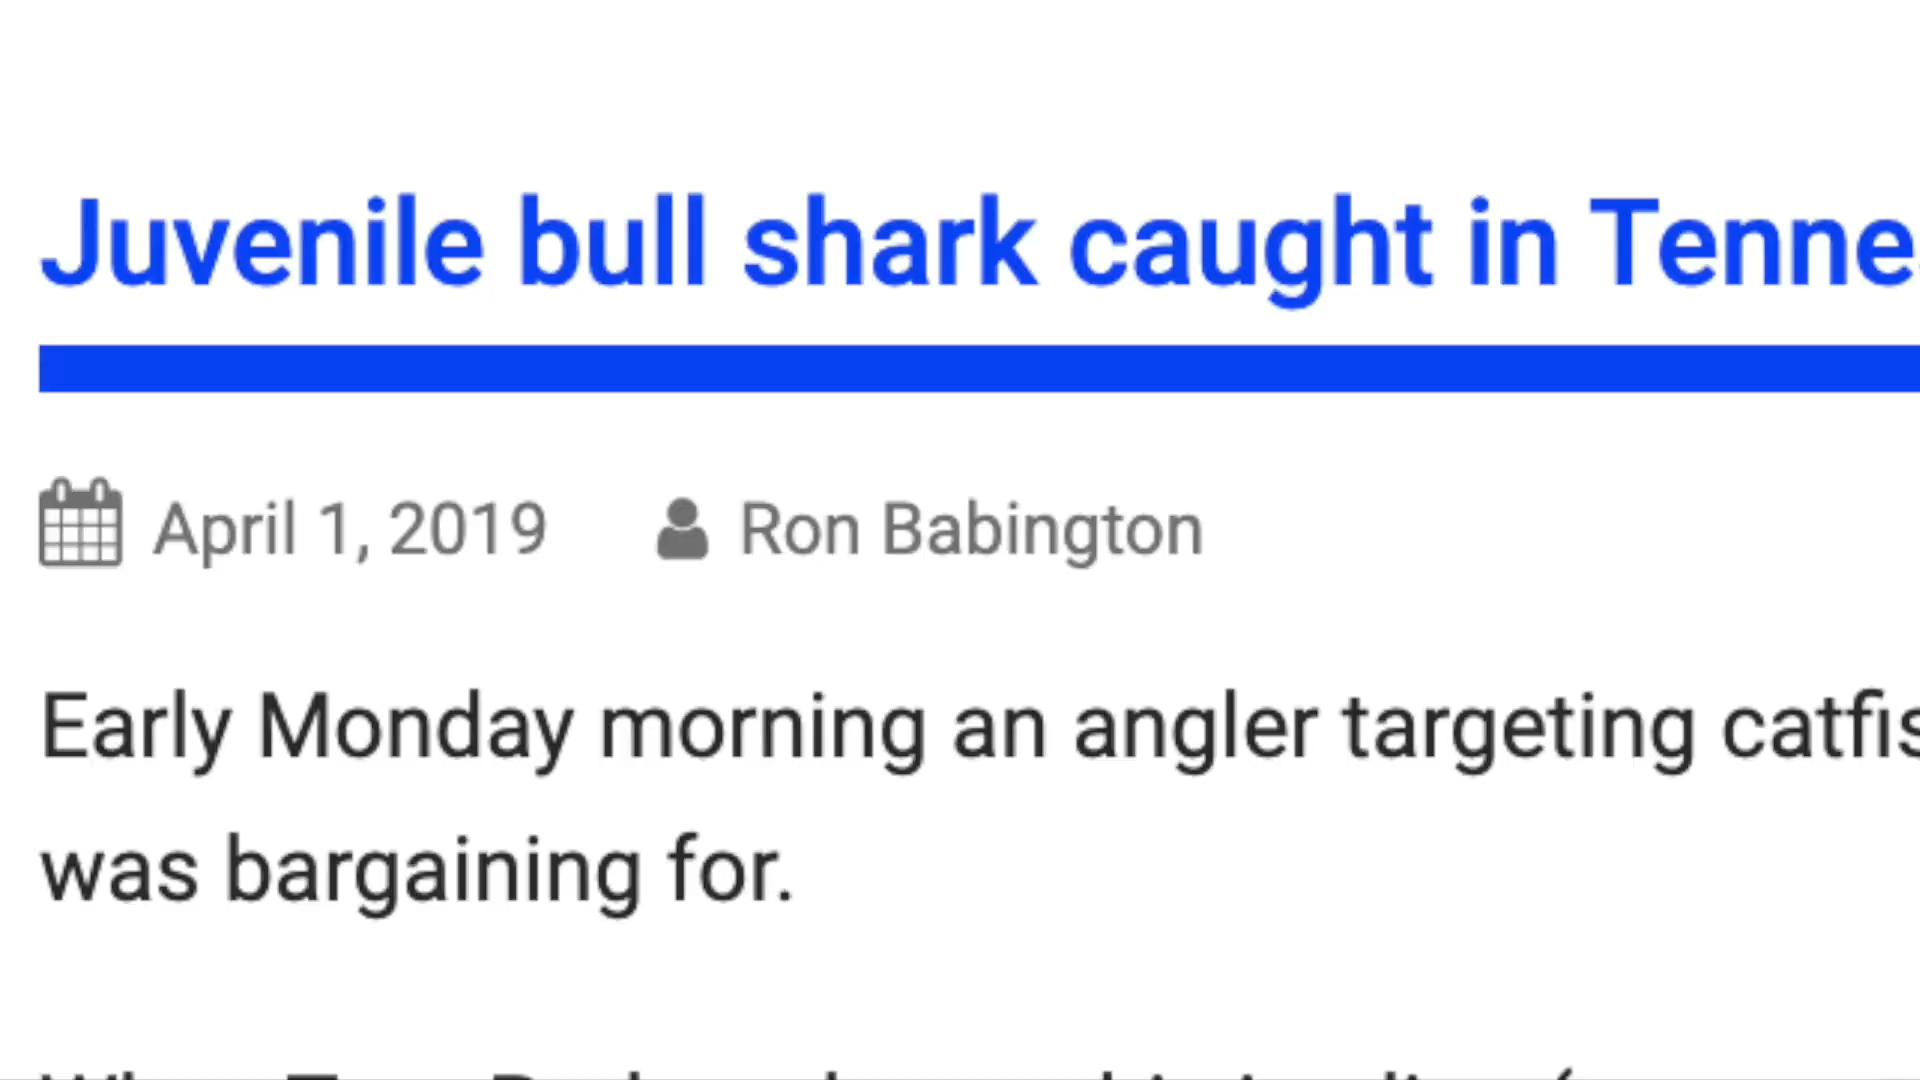 Juvenile bull shark caught in Tenne
April 1, 2019 Ron Babington
Early Monday morning an angler targeting catfis
was bargaining for.